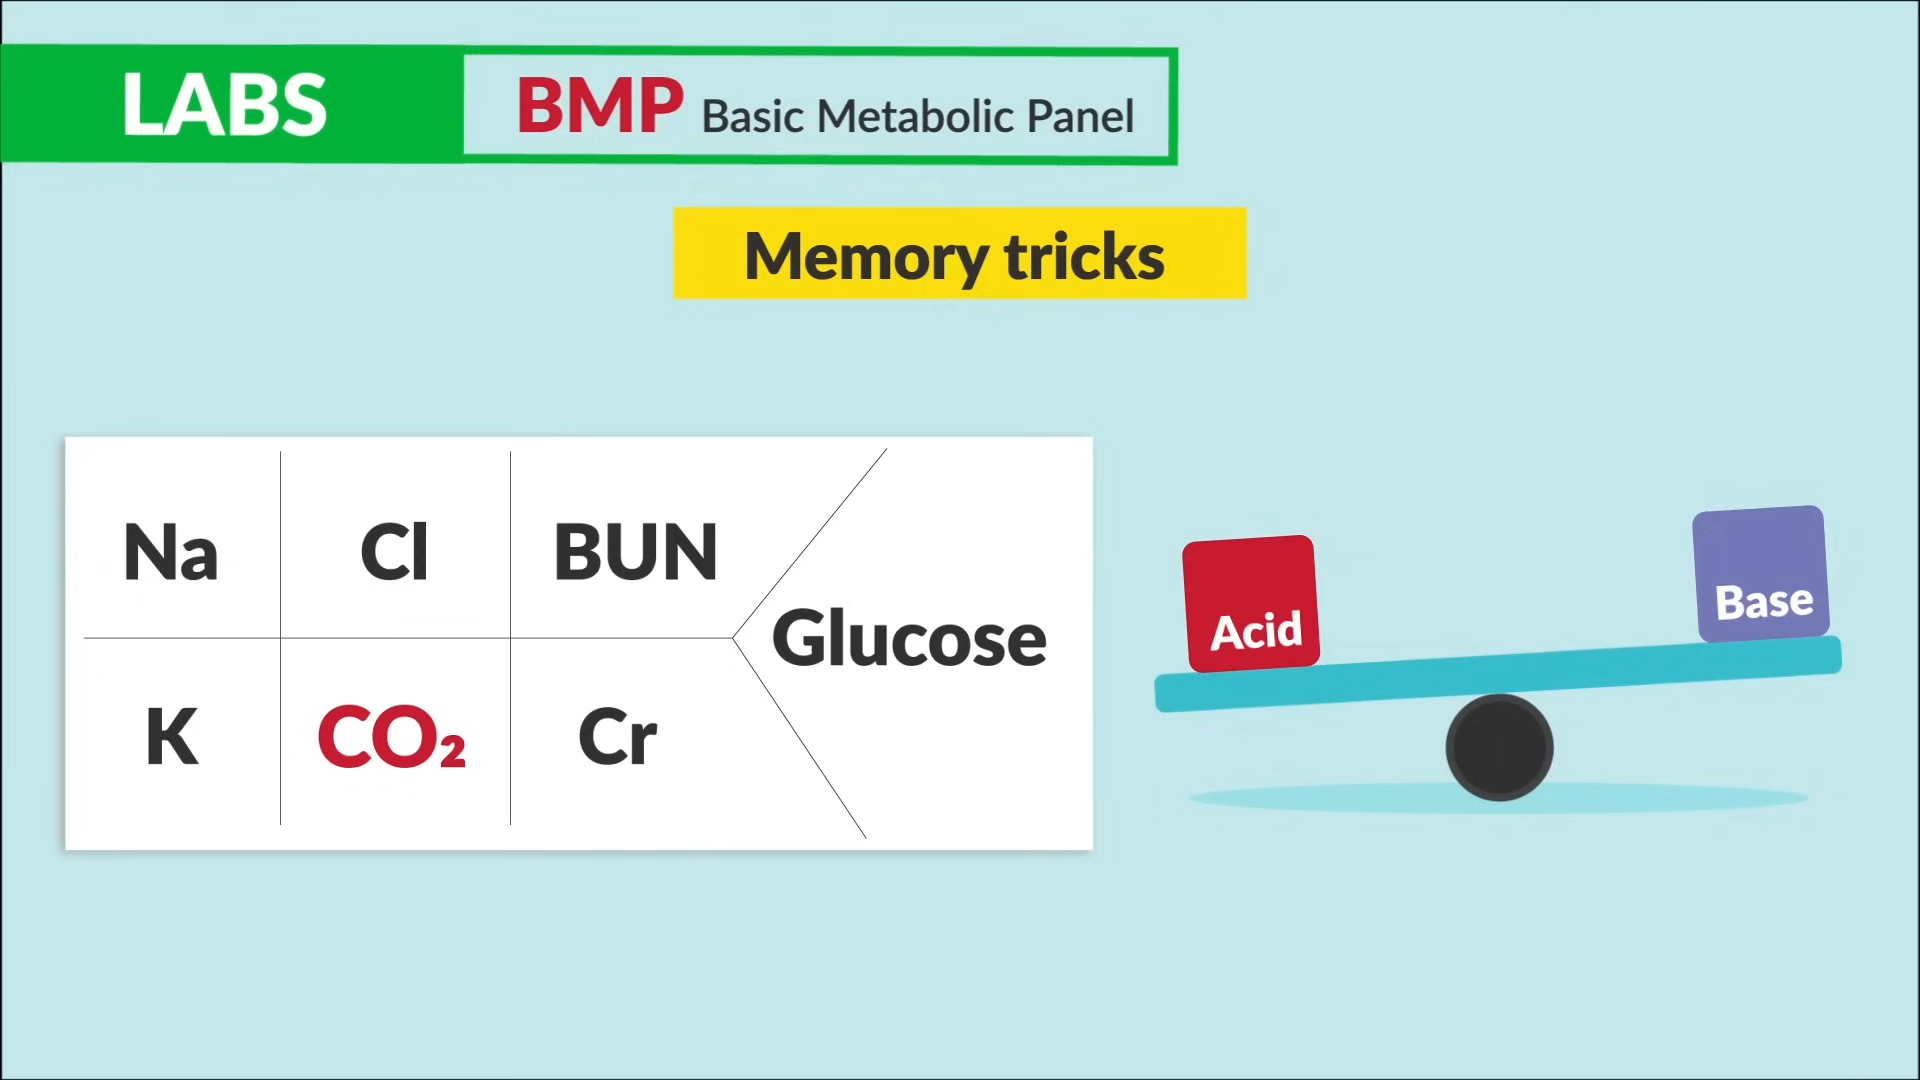 LABS
BMP Basic Metabolic Panel
Memory tricks
Na Cl BUN
Glucose
K CO₂ Cr
Acid
Base